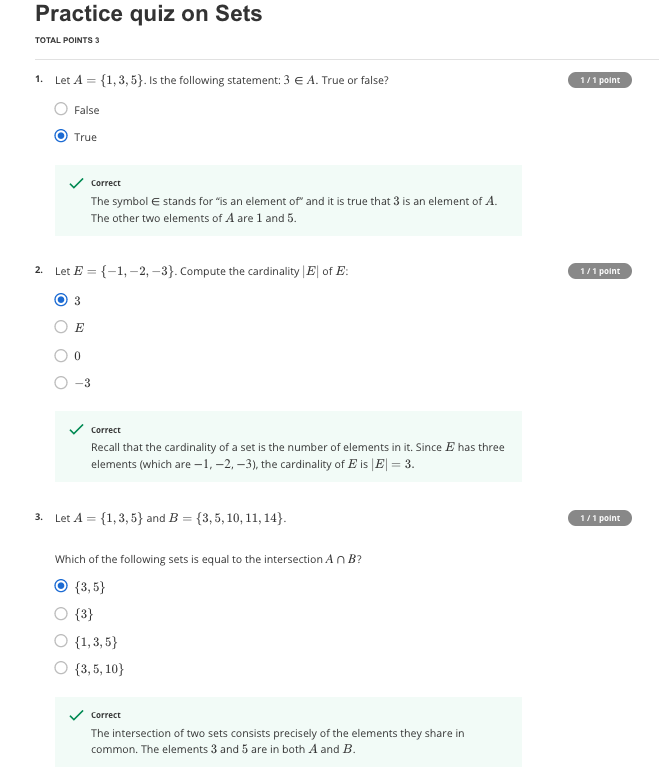 Practice quiz on Sets
TOTAL POINTS 3
1. Let A = {1, 3, 5}. Is the following statement: 3 ∈ A. True or false?
1 / 1 point
False
True
Correct
The symbol ∈ stands for “is an element of” and it is true that 3 is an element of A.
The other two elements of A are 1 and 5.
2. Let E = {−1, −2, −3}. Compute the cardinality |E| of E:
1 / 1 point
3
E
0
−3
Correct
Recall that the cardinality of a set is the number of elements in it. Since E has three
elements (which are −1, −2, −3), the cardinality of E is |E| = 3.
3. Let A = {1, 3, 5} and B = {3, 5, 10, 11, 14}.
1 / 1 point
Which of the following sets is equal to the intersection A ∩ B?
{3, 5}
{3}
{1, 3, 5}
{3, 5, 10}
Correct
The intersection of two sets consists precisely of the elements they share in
common. The elements 3 and 5 are in both A and B.